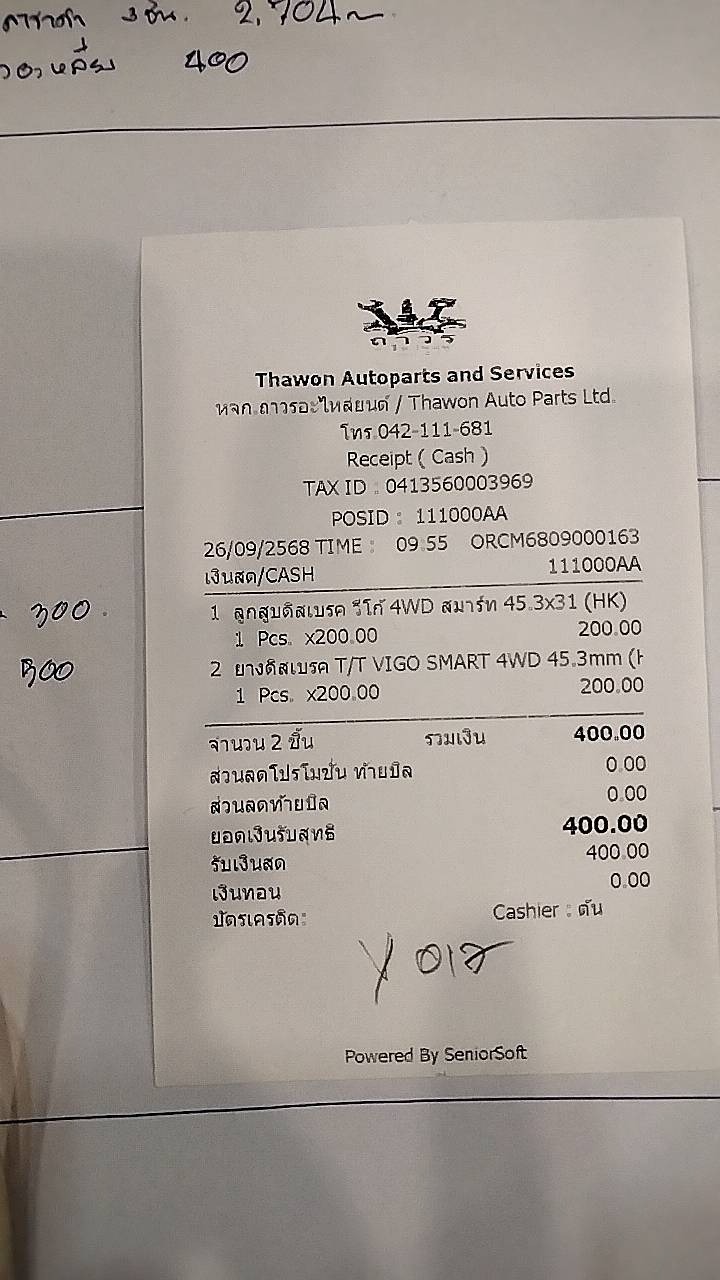 3 ชิ้น. 2,704
400
ถาวร
Thawon Autoparts and Services
หจก.ถาวรอะไหล่ยนต์ / Thawon Auto Parts Ltd.
โทร.042-111-681
Receipt ( Cash )
TAX ID : 0413560003969
POSID : 111000AA
26/09/2568 TIME : 09:55 ORCM6809000163
เงินสด/CASH 111000AA
1 ลูกสูบดิสเบรค วีโก้ 4WD สมาร์ท 45.3x31 (HK)
1 Pcs. x200.00 200.00
300.
2 ยางดิสเบรค T/T VIGO SMART 4WD 45.3mm (H
300
1 Pcs. x200.00 200.00
จำนวน 2 ชิ้น รวมเงิน 400.00
ส่วนลดโปรโมชั่น ท้ายบิล 0.00
ส่วนลดท้ายบิล 0.00
ยอดเงินรับสุทธิ 400.00
รับเงินสด 400.00
เงินทอน 0.00
บัตรเครดิต: Cashier : ตัน
Powered By SeniorSoft